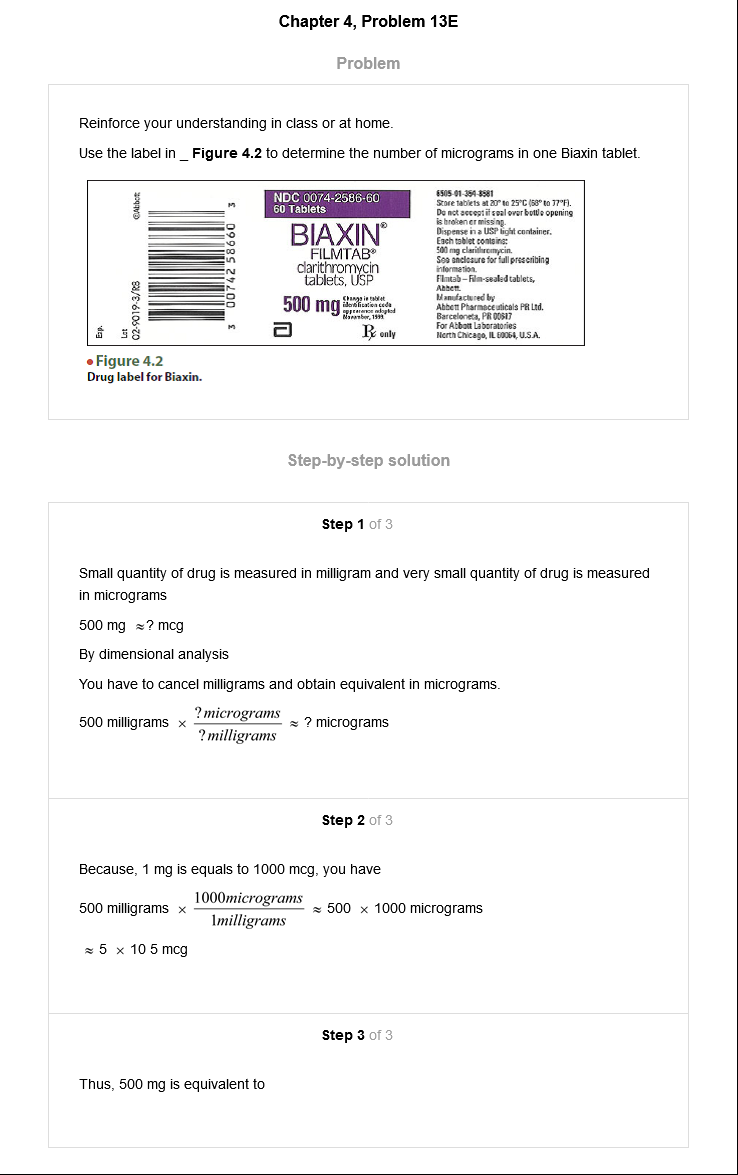 Chapter 4, Problem 13E
Problem
Reinforce your understanding in class or at home.
Use the label in _ Figure 4.2 to determine the number of micrograms in one Biaxin tablet.
©Abbott
Exp.
Lot
02-9019-3/R8
3 00742 58660 3
NDC 0074-2586-60
60 Tablets
BIAXIN®
FILMTAB®
clarithromycin
tablets, USP
500 mg
Change in tablet
identification code
appearance adopted
November, 1999.
Rx only
6505-01-354-8581
Store tablets at 20° to 25°C (68° to 77°F).
Do not accept if seal over bottle opening
is broken or missing.
Dispense in a USP tight container.
Each tablet contains:
500 mg clarithromycin.
See enclosure for full prescribing
information.
Filmtab – Film-sealed tablets,
Abbott.
Manufactured by
Abbott Pharmaceuticals PR Ltd.
Barceloneta, PR 00617
For Abbott Laboratories
North Chicago, IL 60064, U.S.A.
• Figure 4.2
Drug label for Biaxin.
Step-by-step solution
Step 1 of 3
Small quantity of drug is measured in milligram and very small quantity of drug is measured
in micrograms
500 mg ≈? mcg
By dimensional analysis
You have to cancel milligrams and obtain equivalent in micrograms.
500 milligrams × ? micrograms / ? milligrams ≈ ? micrograms
Step 2 of 3
Because, 1 mg is equals to 1000 mcg, you have
500 milligrams × 1000micrograms / 1milligrams ≈ 500 × 1000 micrograms
≈ 5 × 10 5 mcg
Step 3 of 3
Thus, 500 mg is equivalent to